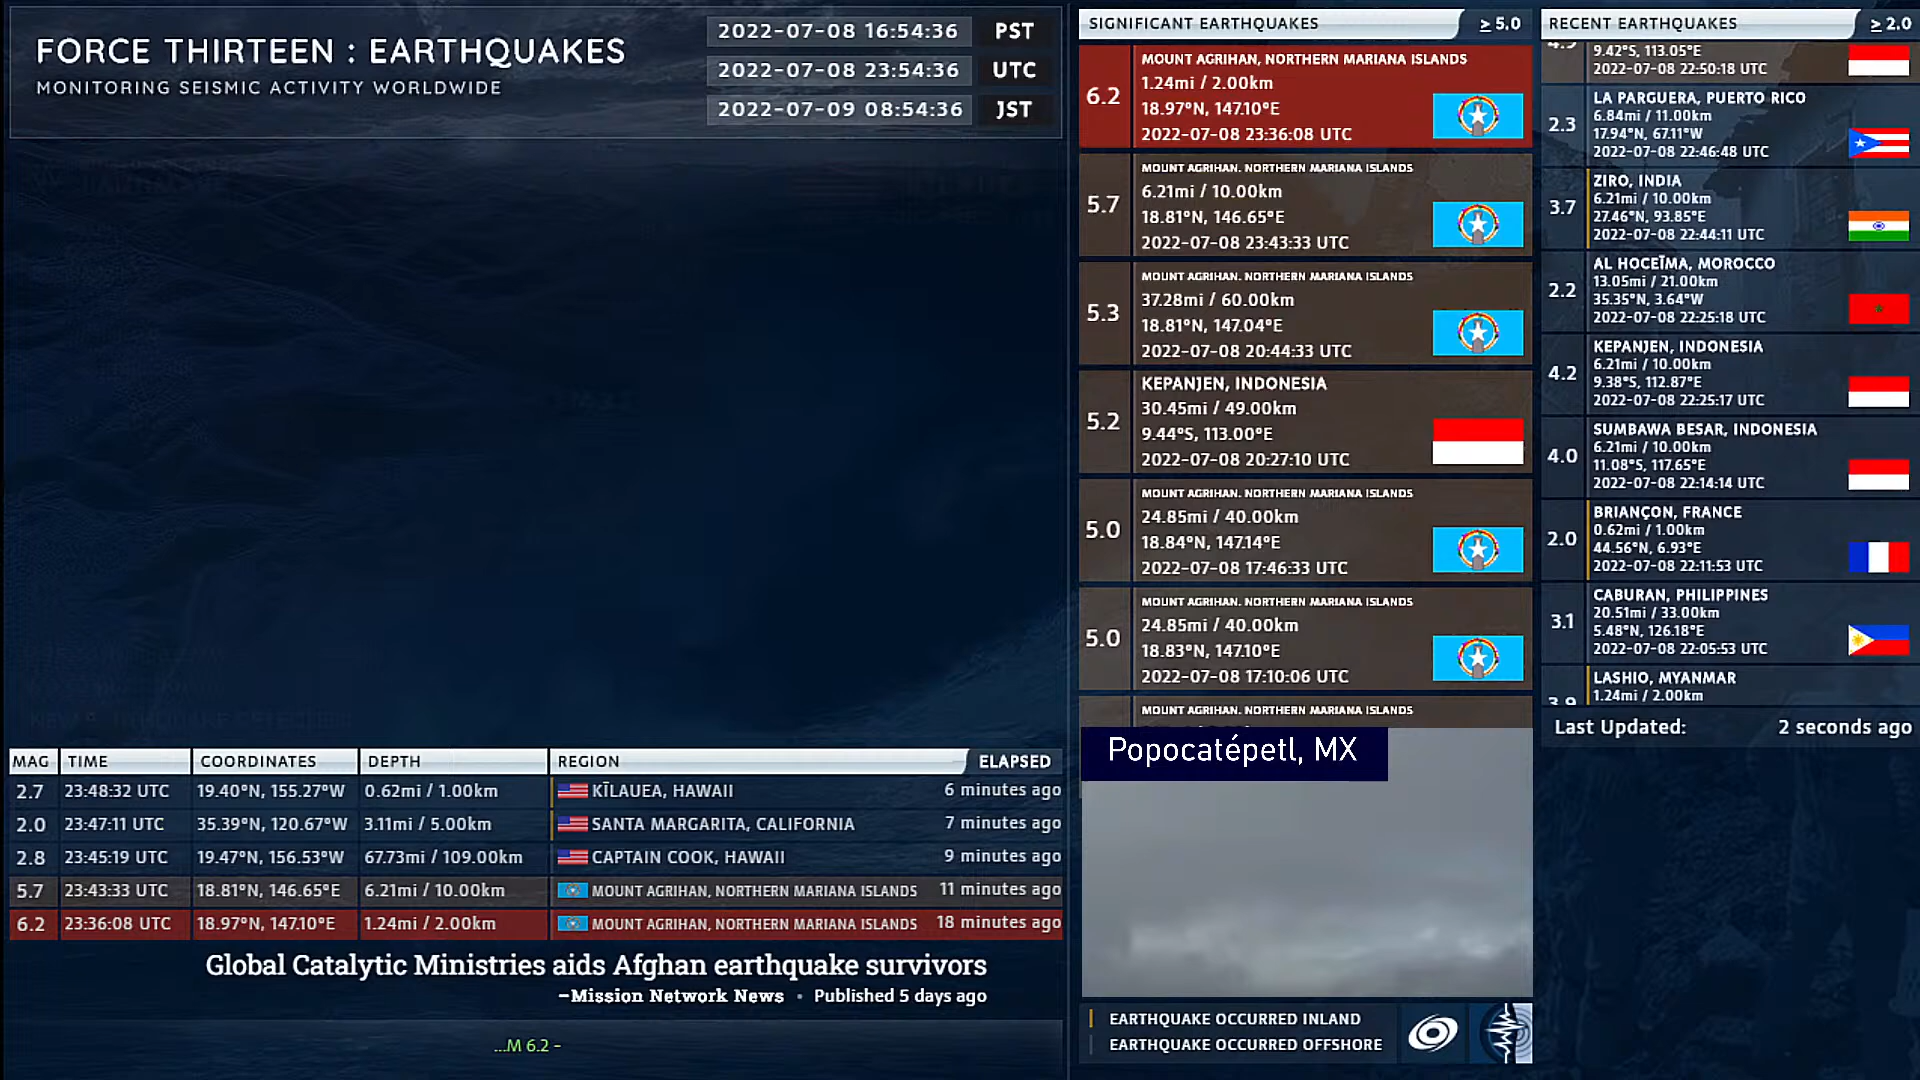 FORCE THIRTEEN : EARTHQUAKES
MONITORING SEISMIC ACTIVITY WORLDWIDE
2022-07-08 16:54:36 PST
2022-07-08 23:54:36 UTC
2022-07-09 08:54:36 JST
SIGNIFICANT EARTHQUAKES ≥ 5.0
6.2
MOUNT AGRIHAN, NORTHERN MARIANA ISLANDS
1.24mi / 2.00km
18.97°N, 147.10°E
2022-07-08 23:36:08 UTC
5.7
MOUNT AGRIHAN, NORTHERN MARIANA ISLANDS
6.21mi / 10.00km
18.81°N, 146.65°E
2022-07-08 23:43:33 UTC
5.3
MOUNT AGRIHAN, NORTHERN MARIANA ISLANDS
37.28mi / 60.00km
18.81°N, 147.04°E
2022-07-08 20:44:33 UTC
5.2
KEPANJEN, INDONESIA
30.45mi / 49.00km
9.44°S, 113.00°E
2022-07-08 20:27:10 UTC
5.0
MOUNT AGRIHAN, NORTHERN MARIANA ISLANDS
24.85mi / 40.00km
18.84°N, 147.14°E
2022-07-08 17:46:33 UTC
5.0
MOUNT AGRIHAN, NORTHERN MARIANA ISLANDS
24.85mi / 40.00km
18.83°N, 147.10°E
2022-07-08 17:10:06 UTC
MOUNT AGRIHAN, NORTHERN MARIANA ISLANDS
RECENT EARTHQUAKES ≥ 2.0
9.42°S, 113.05°E
2022-07-08 22:50:18 UTC
2.3
LA PARGUERA, PUERTO RICO
6.84mi / 11.00km
17.94°N, 67.11°W
2022-07-08 22:46:48 UTC
3.7
ZIRO, INDIA
6.21mi / 10.00km
27.46°N, 93.85°E
2022-07-08 22:44:11 UTC
2.2
AL HOCEÏMA, MOROCCO
13.05mi / 21.00km
35.35°N, 3.64°W
2022-07-08 22:25:18 UTC
4.2
KEPANJEN, INDONESIA
6.21mi / 10.00km
9.38°S, 112.87°E
2022-07-08 22:25:17 UTC
4.0
SUMBAWA BESAR, INDONESIA
6.21mi / 10.00km
11.08°S, 117.65°E
2022-07-08 22:14:14 UTC
2.0
BRIANÇON, FRANCE
0.62mi / 1.00km
44.56°N, 6.93°E
2022-07-08 22:11:53 UTC
3.1
CABURAN, PHILIPPINES
20.51mi / 33.00km
5.48°N, 126.18°E
2022-07-08 22:05:53 UTC
LASHIO, MYANMAR
1.24mi / 2.00km
Last Updated: 2 seconds ago
MAG TIME COORDINATES DEPTH REGION ELAPSED
2.7 23:48:32 UTC 19.40°N, 155.27°W 0.62mi / 1.00km KĪLAUEA, HAWAII 6 minutes ago
2.0 23:47:11 UTC 35.39°N, 120.67°W 3.11mi / 5.00km SANTA MARGARITA, CALIFORNIA 7 minutes ago
2.8 23:45:19 UTC 19.47°N, 156.53°W 67.73mi / 109.00km CAPTAIN COOK, HAWAII 9 minutes ago
5.7 23:43:33 UTC 18.81°N, 146.65°E 6.21mi / 10.00km MOUNT AGRIHAN, NORTHERN MARIANA ISLANDS 11 minutes ago
6.2 23:36:08 UTC 18.97°N, 147.10°E 1.24mi / 2.00km MOUNT AGRIHAN, NORTHERN MARIANA ISLANDS 18 minutes ago
Global Catalytic Ministries aids Afghan earthquake survivors
–Mission Network News • Published 5 days ago
...M 6.2 -
Popocatépetl, MX
EARTHQUAKE OCCURRED INLAND
EARTHQUAKE OCCURRED OFFSHORE